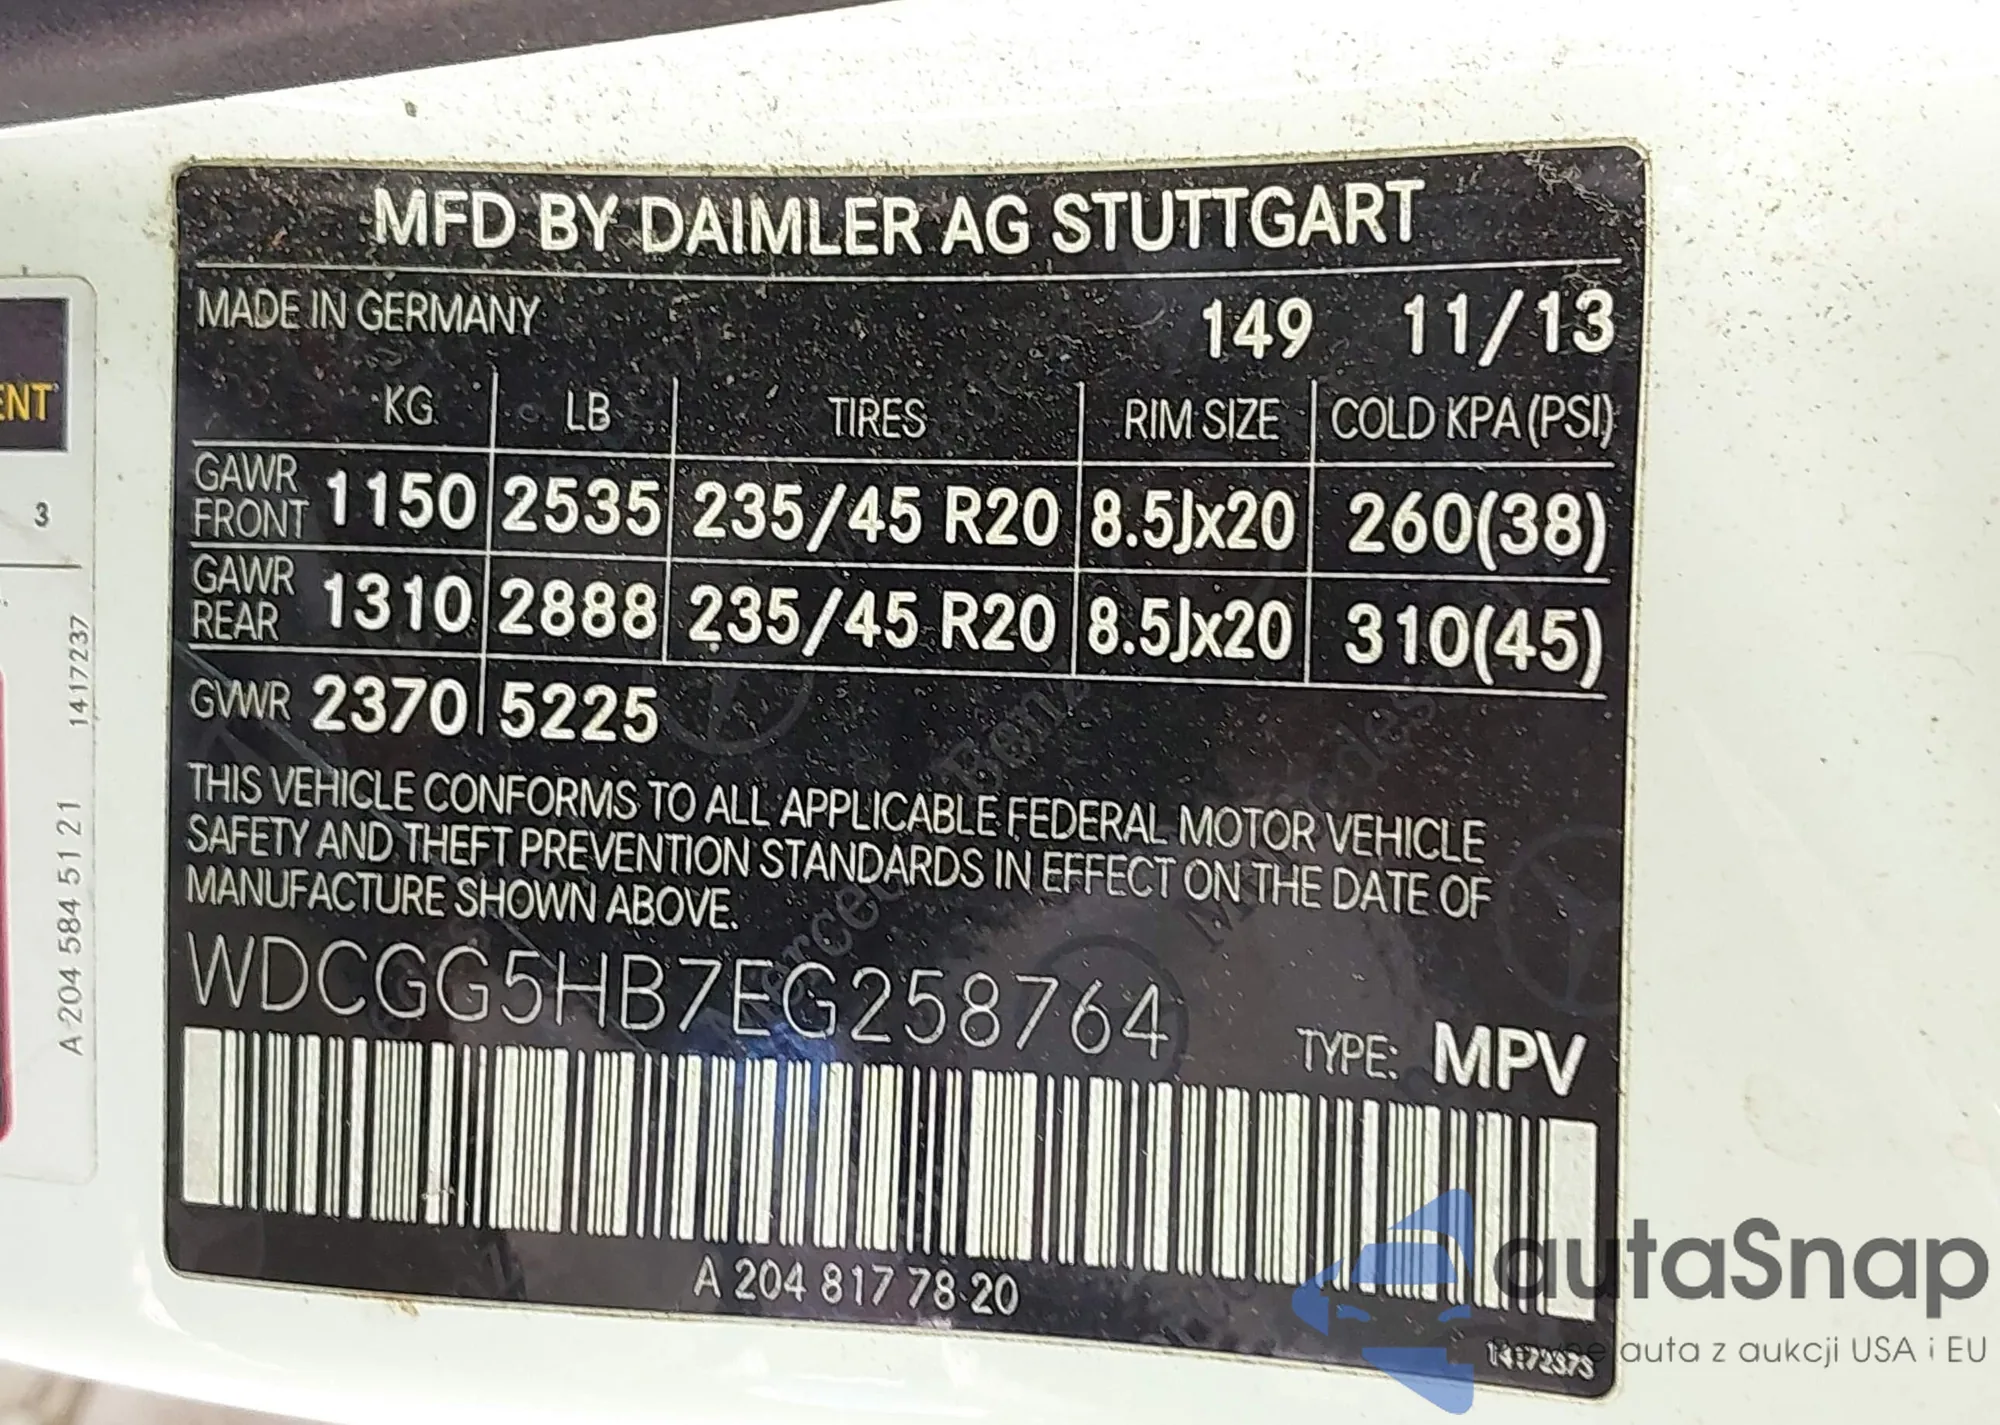 MFD BY DAIMLER AG STUTTGART
MADE IN GERMANY 149 11/13
KG LB TIRES RIM SIZE COLD KPA (PSI)
GAWR FRONT 1150 2535 235/45 R20 8.5Jx20 260(38)
GAWR REAR 1310 2888 235/45 R20 8.5Jx20 310(45)
GVWR 2370 5225
THIS VEHICLE CONFORMS TO ALL APPLICABLE FEDERAL MOTOR VEHICLE
SAFETY AND THEFT PREVENTION STANDARDS IN EFFECT ON THE DATE OF
MANUFACTURE SHOWN ABOVE.
WDCGG5HB7EG258764
TYPE: MPV
A 204 817 78 20
ENT
3
A 204 584 51 21 1417237
autaSnap
auta z aukcji USA i EU